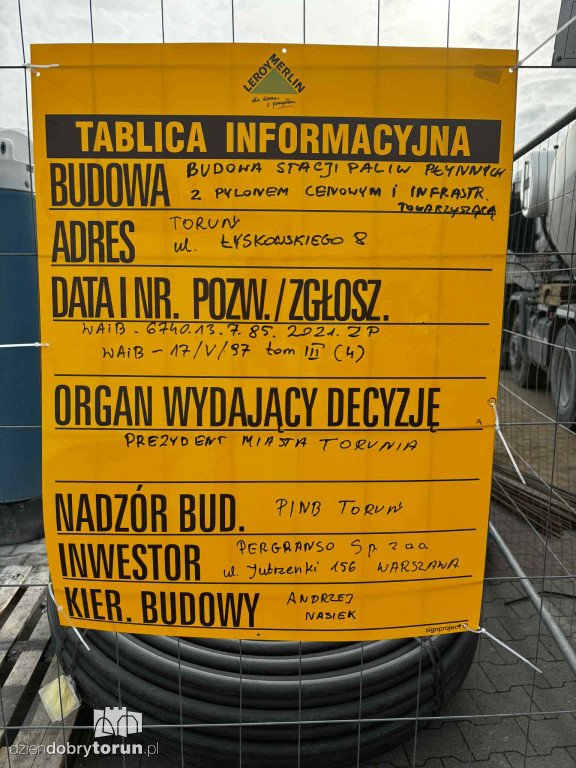 LEROY MERLIN
dla domu z pomysłem
TABLICA INFORMACYJNA
BUDOWA BUDOWA STACJI PALIW PŁYNNYCH
Z PYLONEM CENOWYM i INFRASTR.
TOWARZYSZĄCĄ
ADRES TORUŃ
ul. ŁYSKOWSKIEGO 8
DATA I NR. POZW./ZGŁOSZ.
WAiB - 6740.13.7.85.2021.ZP
WAiB - 17/V/97 tom III (4)
ORGAN WYDAJĄCY DECYZJĘ
PREZYDENT MIASTA TORUNIA
NADZÓR BUD. PINB TORUŃ
INWESTOR PERGRANSO Sp. z o.o.
ul. Jutrzenki 156 WARSZAWA
KIER. BUDOWY ANDRZEJ
NASIEK
signproject
dziendobrytorun.pl